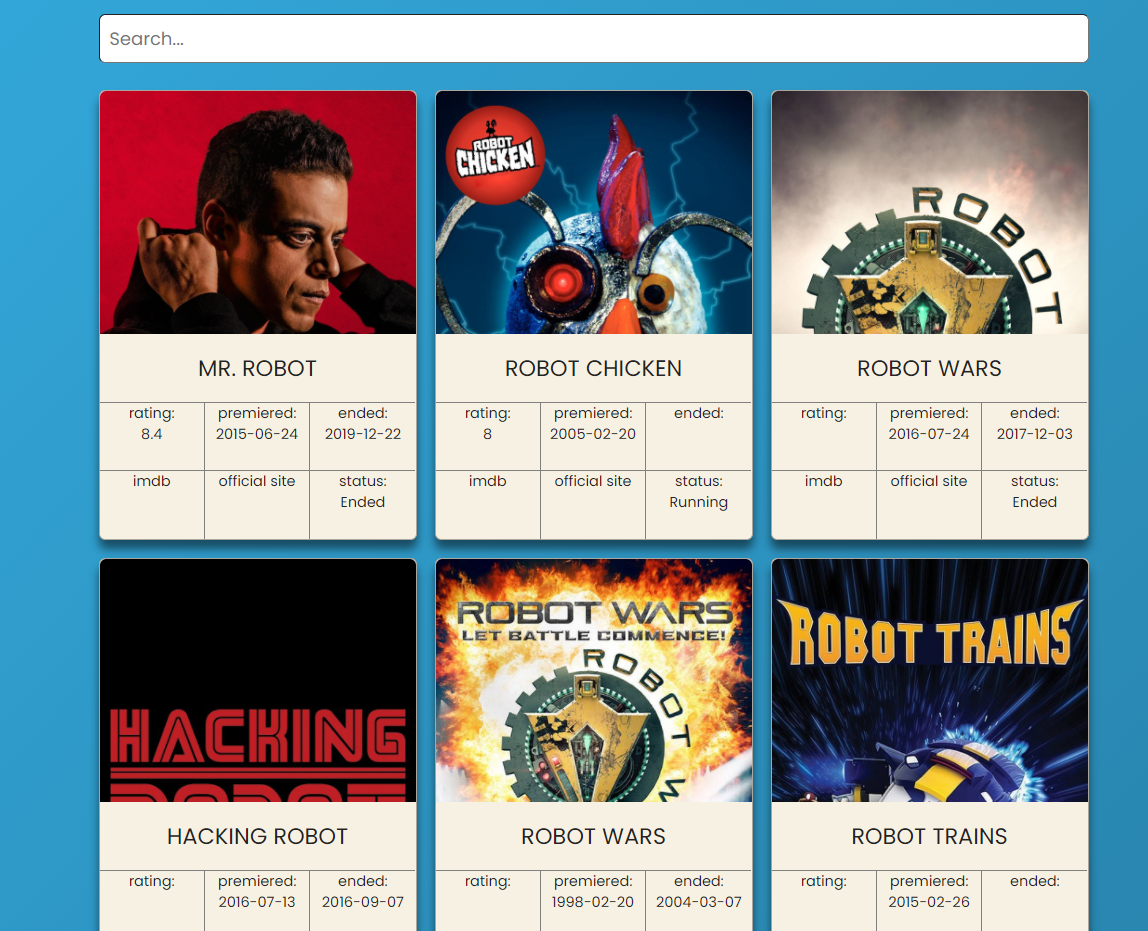 Search...
ROBOT
CHICKEN
ROBOT
MR. ROBOT
ROBOT CHICKEN
ROBOT WARS
rating:
8.4
premiered:
2015-06-24
ended:
2019-12-22
rating:
8
premiered:
2005-02-20
ended:
rating:
premiered:
2016-07-24
ended:
2017-12-03
imdb
official site
status:
Ended
imdb
official site
status:
Running
imdb
official site
status:
Ended
HACKING
ROBOT
ROBOT WARS
LET BATTLE COMMENCE!
ROBOT W
ROBOT TRAINS
HACKING ROBOT
ROBOT WARS
ROBOT TRAINS
rating:
premiered:
2016-07-13
ended:
2016-09-07
rating:
premiered:
1998-02-20
ended:
2004-03-07
rating:
premiered:
2015-02-26
ended: